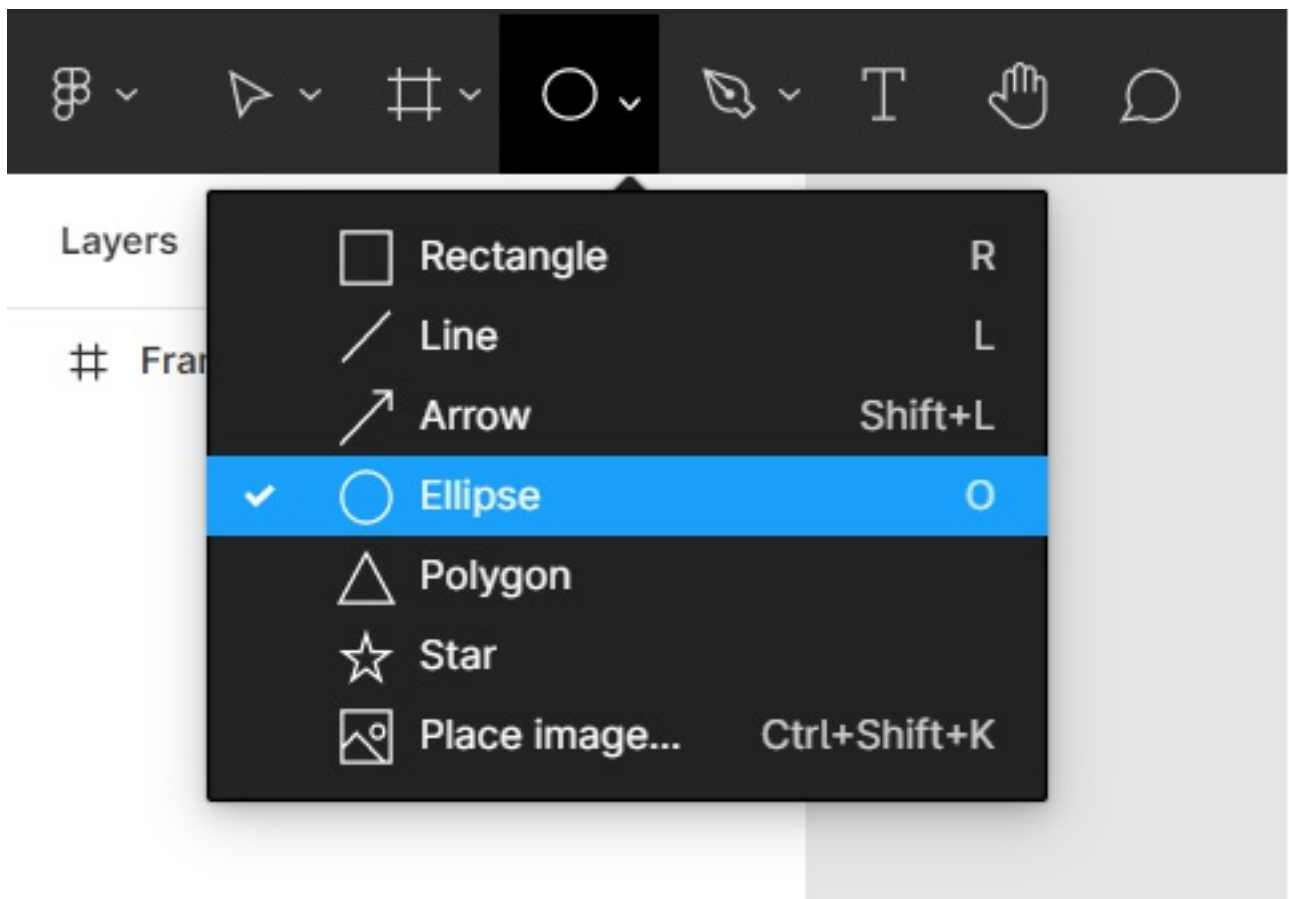 Layers
Rectangle R
Line L
Arrow Shift+L
Fra
Ellipse O
Polygon
Star
Place image... Ctrl+Shift+K